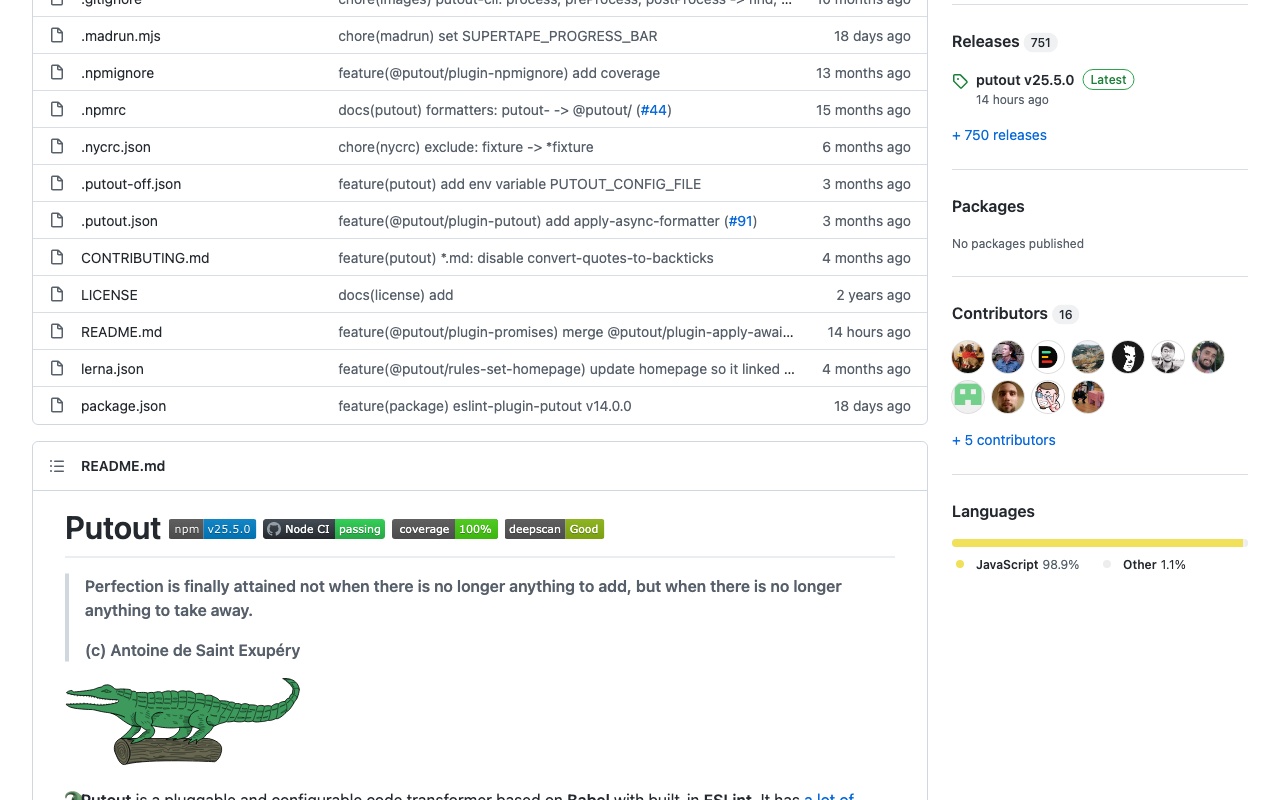 .gitignore chore(images) putout-cli: process, preProcess, postProcess -> find, ... 16 months ago
.madrun.mjs chore(madrun) set SUPERTAPE_PROGRESS_BAR 18 days ago
.npmignore feature(@putout/plugin-npmignore) add coverage 13 months ago
.npmrc docs(putout) formatters: putout- -> @putout/ (#44) 15 months ago
.nycrc.json chore(nycrc) exclude: fixture -> *fixture 6 months ago
.putout-off.json feature(putout) add env variable PUTOUT_CONFIG_FILE 3 months ago
.putout.json feature(@putout/plugin-putout) add apply-async-formatter (#91) 3 months ago
CONTRIBUTING.md feature(putout) *.md: disable convert-quotes-to-backticks 4 months ago
LICENSE docs(license) add 2 years ago
README.md feature(@putout/plugin-promises) merge @putout/plugin-apply-awai... 14 hours ago
lerna.json feature(@putout/rules-set-homepage) update homepage so it linked ... 4 months ago
package.json feature(package) eslint-plugin-putout v14.0.0 18 days ago
README.md
Putout npm v25.5.0 Node CI passing coverage 100% deepscan Good
Perfection is finally attained not when there is no longer anything to add, but when there is no longer
anything to take away.
(c) Antoine de Saint Exupéry
Putout is a pluggable and configurable code transformer based on Babel with built-in ESLint. It has a lot of
Releases 751
putout v25.5.0 Latest
14 hours ago
+ 750 releases
Packages
No packages published
Contributors 16
+ 5 contributors
Languages
JavaScript 98.9% Other 1.1%